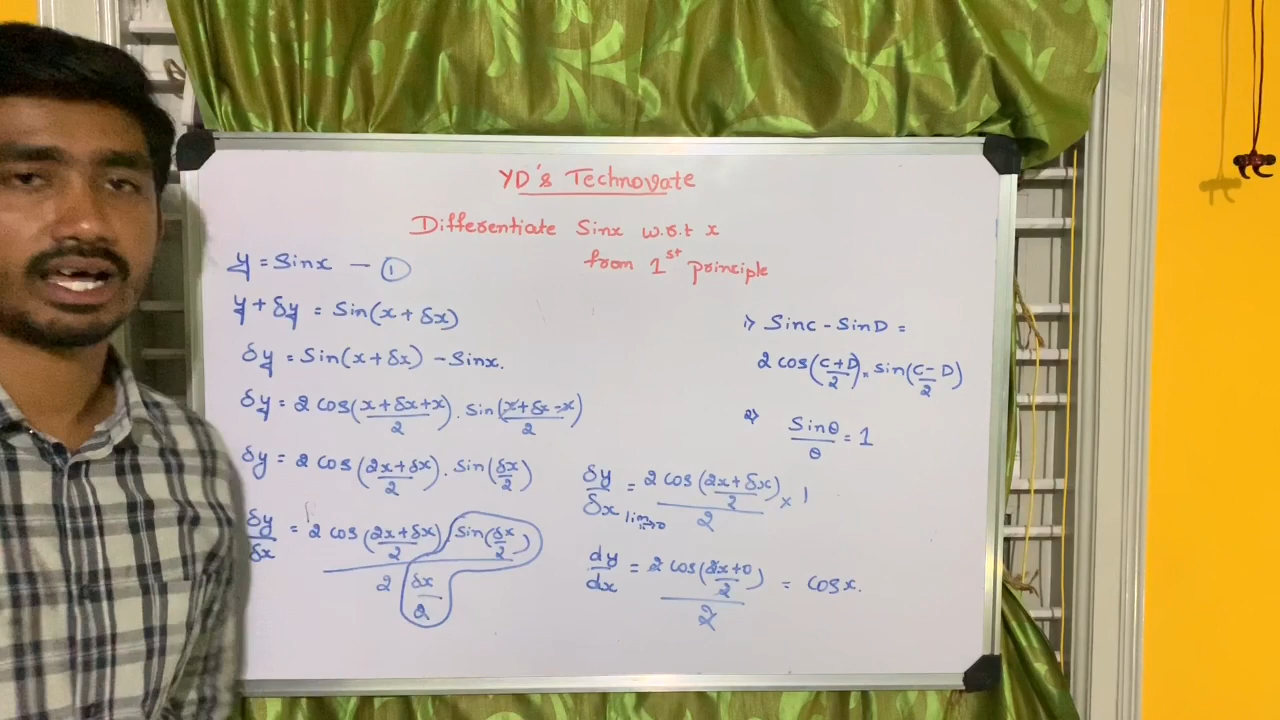 YD's Technovate
Differentiate Sinx w.r.t x
from 1st principle
y = Sinx — ①
y + δy = Sin(x + δx)
δy = Sin(x + δx) - Sinx.
δy = 2 cos((x + δx + x)/2) . Sin((x + δx - x)/2)
δy = 2 cos((2x + δx)/2) . Sin(δx/2)
δy/δx = 2 cos((2x + δx)/2) Sin(δx/2) / 2 δx/2
1) SinC - SinD =
2 cos((C+D)/2) . Sin((C-D)/2)
2) Sinθ/θ = 1
δy/δx = 2 cos((2x + δx)/2)/2 × 1
dy/dx = 2 cos((2x+0)/2)/2 = cosx.